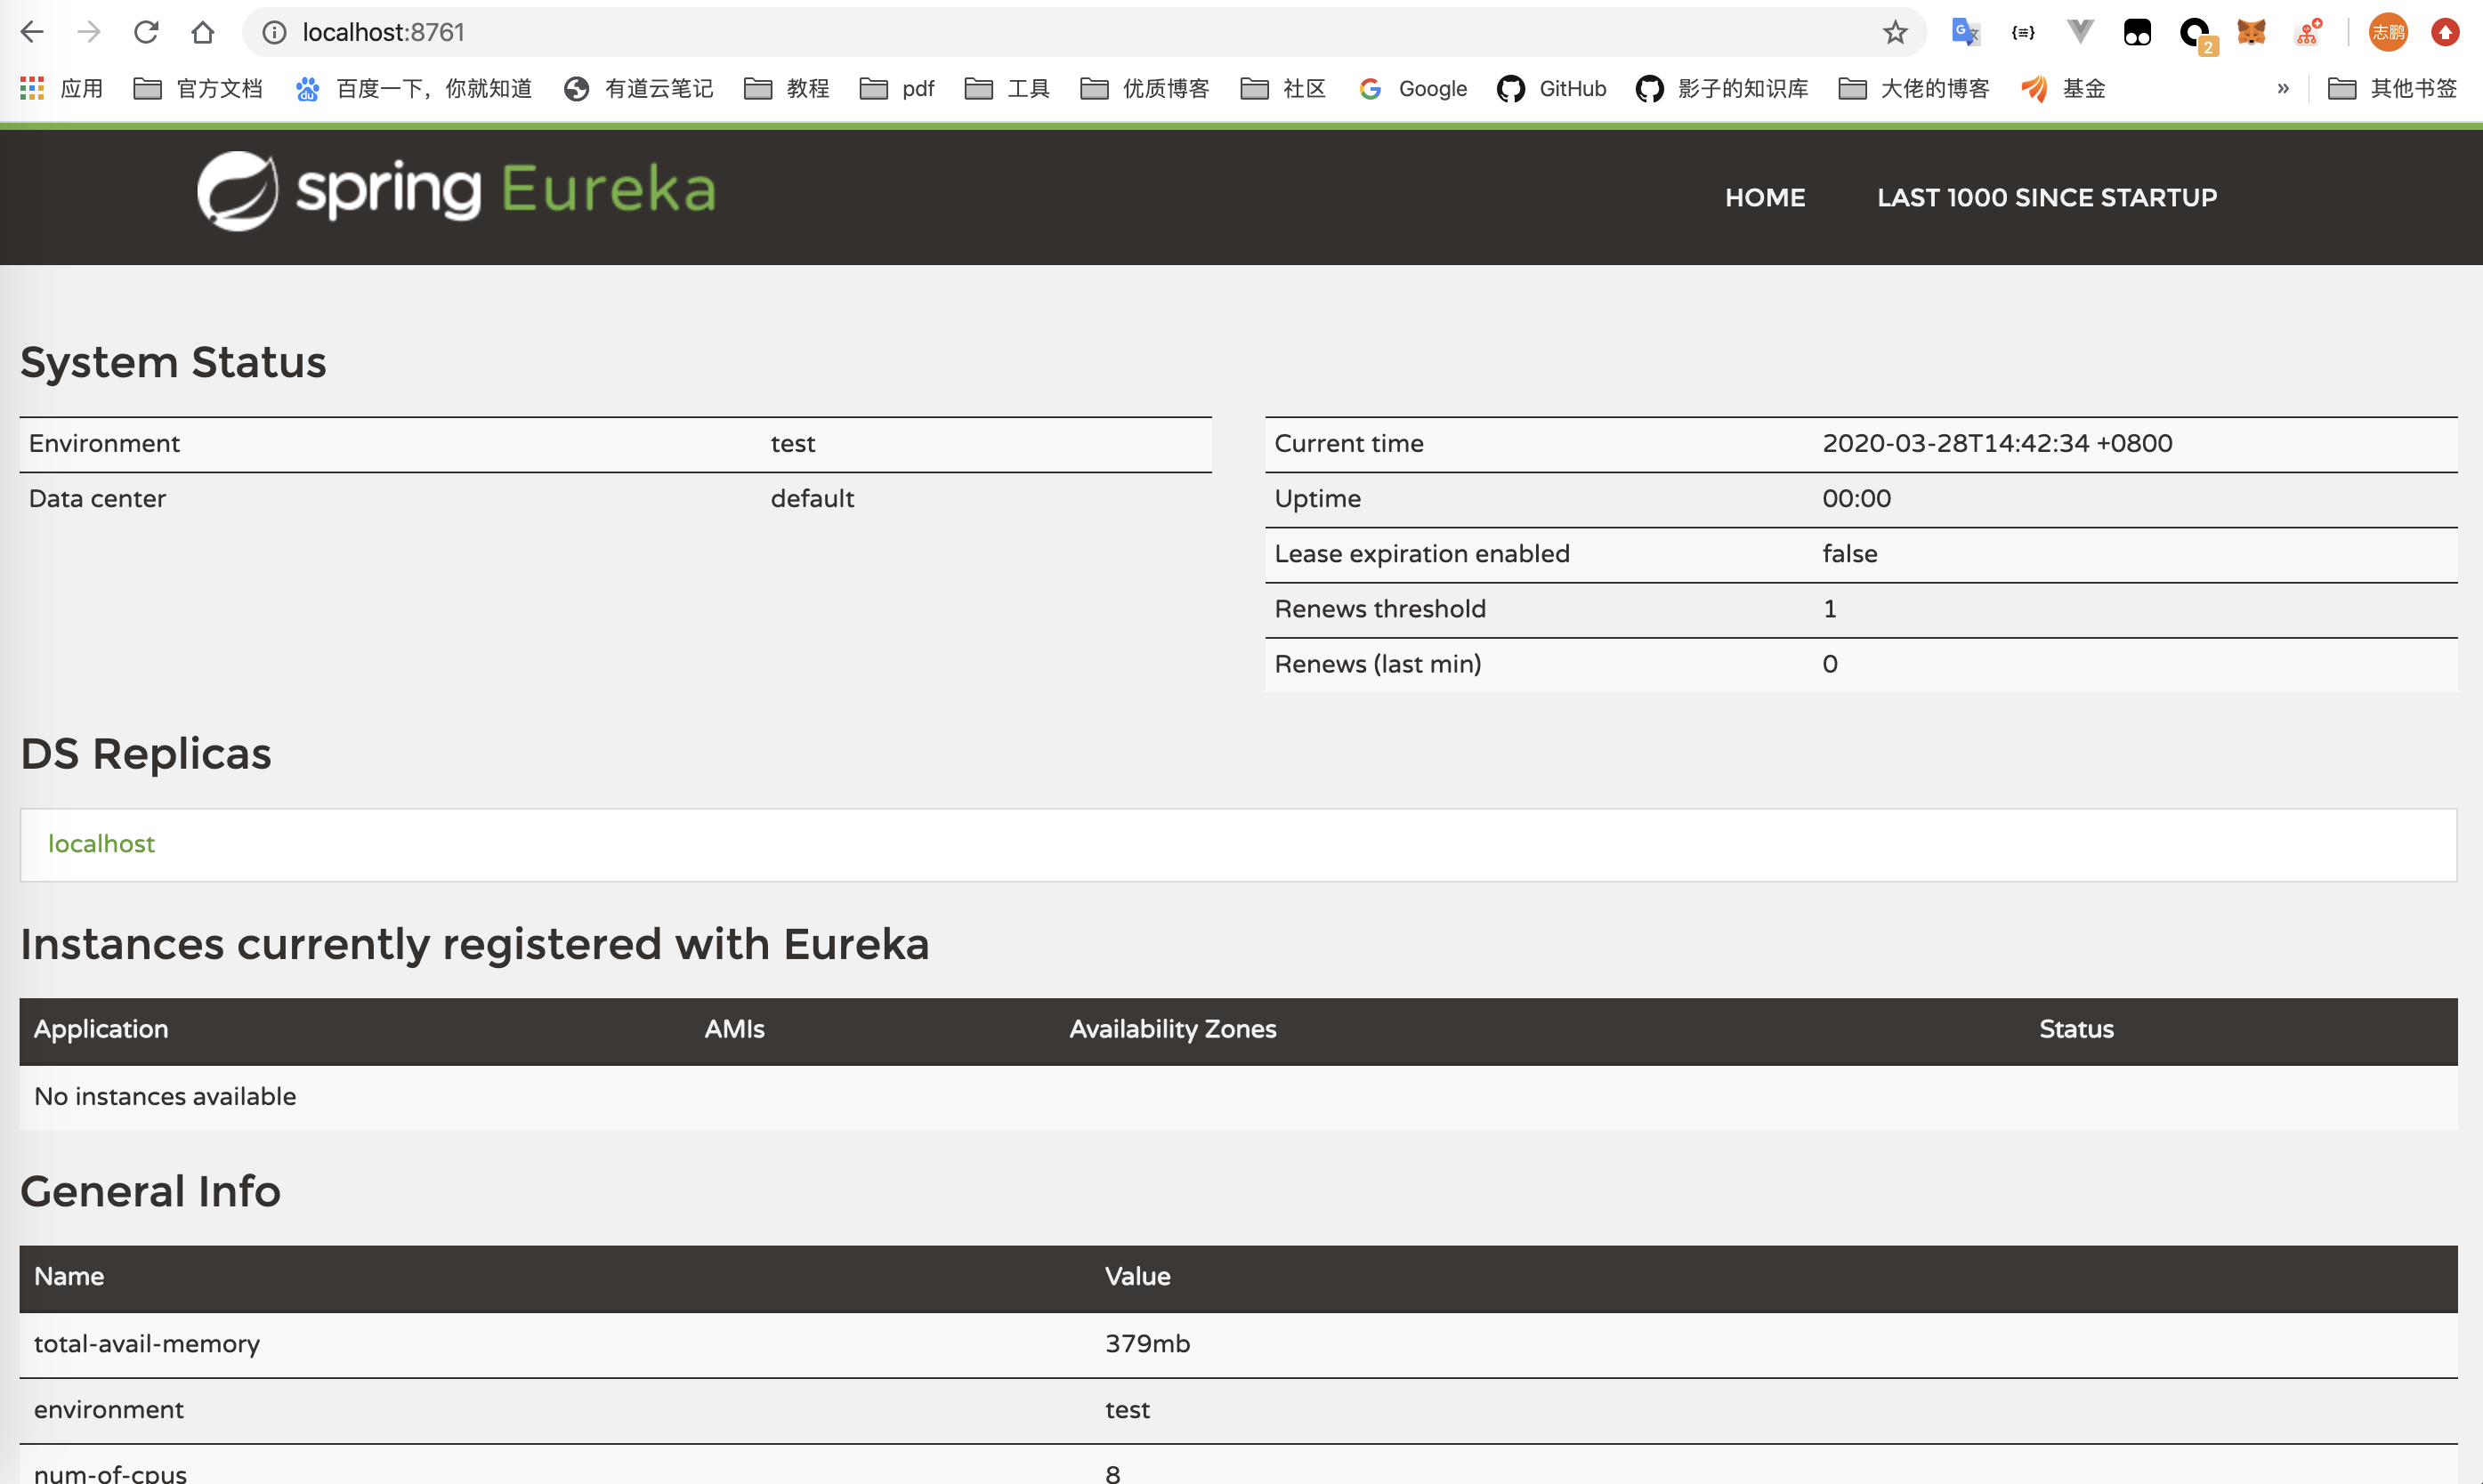 localhost:8761
志鹏
2
应用 官方文档 百度一下，你就知道 有道云笔记 教程 pdf 工具 优质博客 社区 Google GitHub 影子的知识库 大佬的博客 基金 » 其他书签
spring Eureka
HOME LAST 1000 SINCE STARTUP
System Status
Environment test
Data center default
Current time 2020-03-28T14:42:34 +0800
Uptime 00:00
Lease expiration enabled false
Renews threshold 1
Renews (last min) 0
DS Replicas
localhost
Instances currently registered with Eureka
Application AMIs Availability Zones Status
No instances available
General Info
Name Value
total-avail-memory 379mb
environment test
num-of-cpus 8